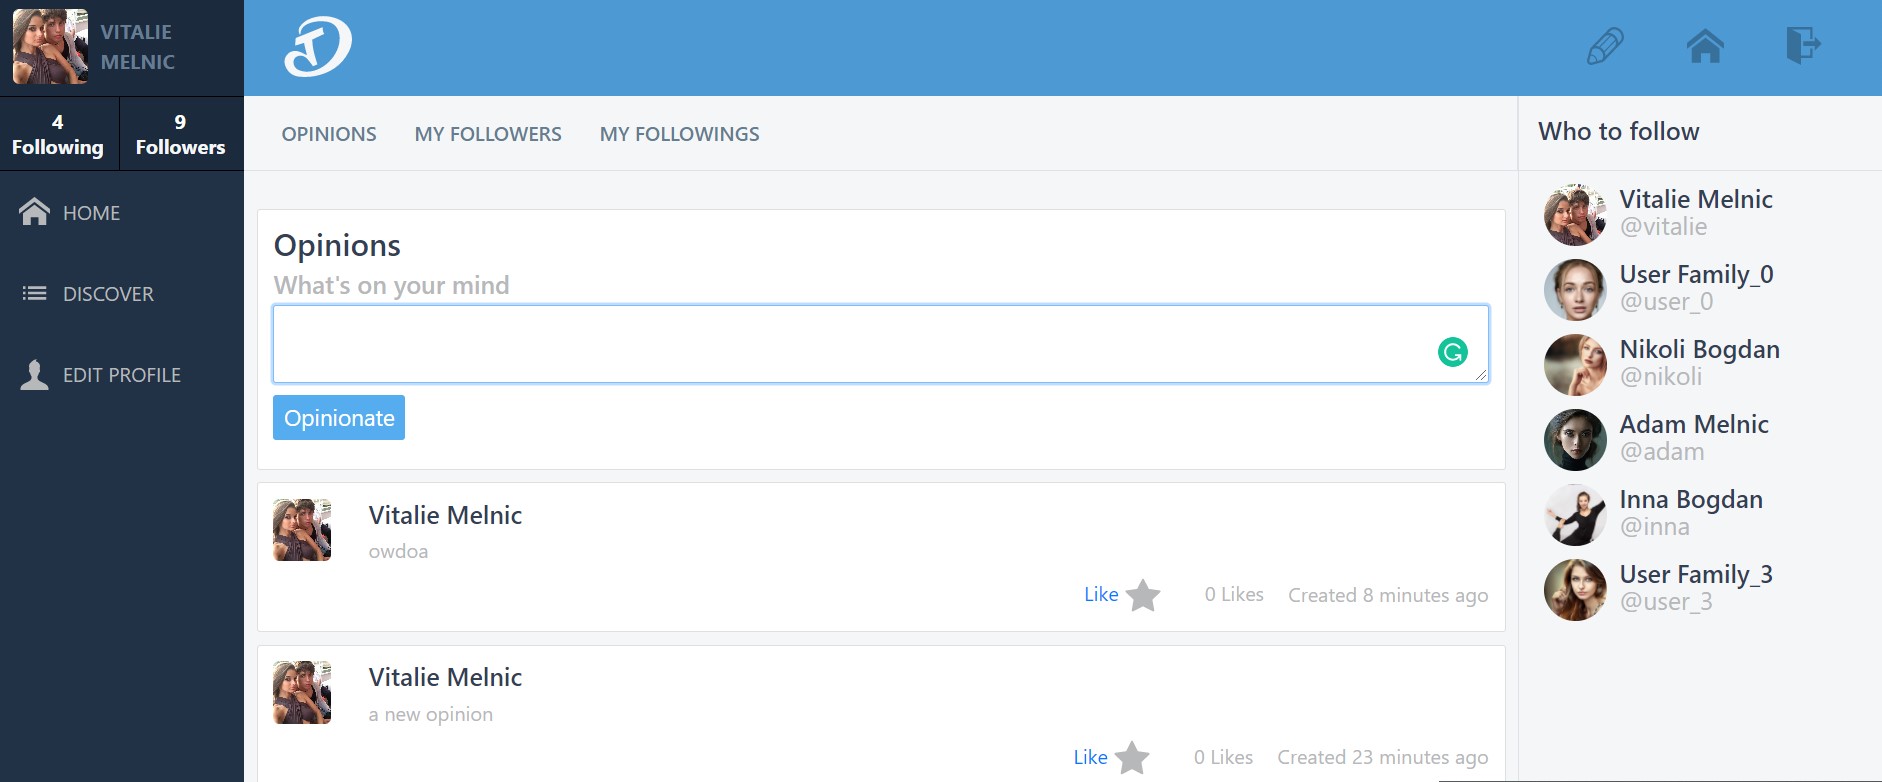 VITALIE
MELNIC
4
Following
9
Followers
HOME
DISCOVER
EDIT PROFILE
OPINIONS
MY FOLLOWERS
MY FOLLOWINGS
Opinions
What's on your mind
Opinionate
Vitalie Melnic
owdoa
Like
0 Likes
Created 8 minutes ago
Vitalie Melnic
a new opinion
Like
0 Likes
Created 23 minutes ago
Who to follow
Vitalie Melnic
@vitalie
User Family_0
@user_0
Nikoli Bogdan
@nikoli
Adam Melnic
@adam
Inna Bogdan
@inna
User Family_3
@user_3